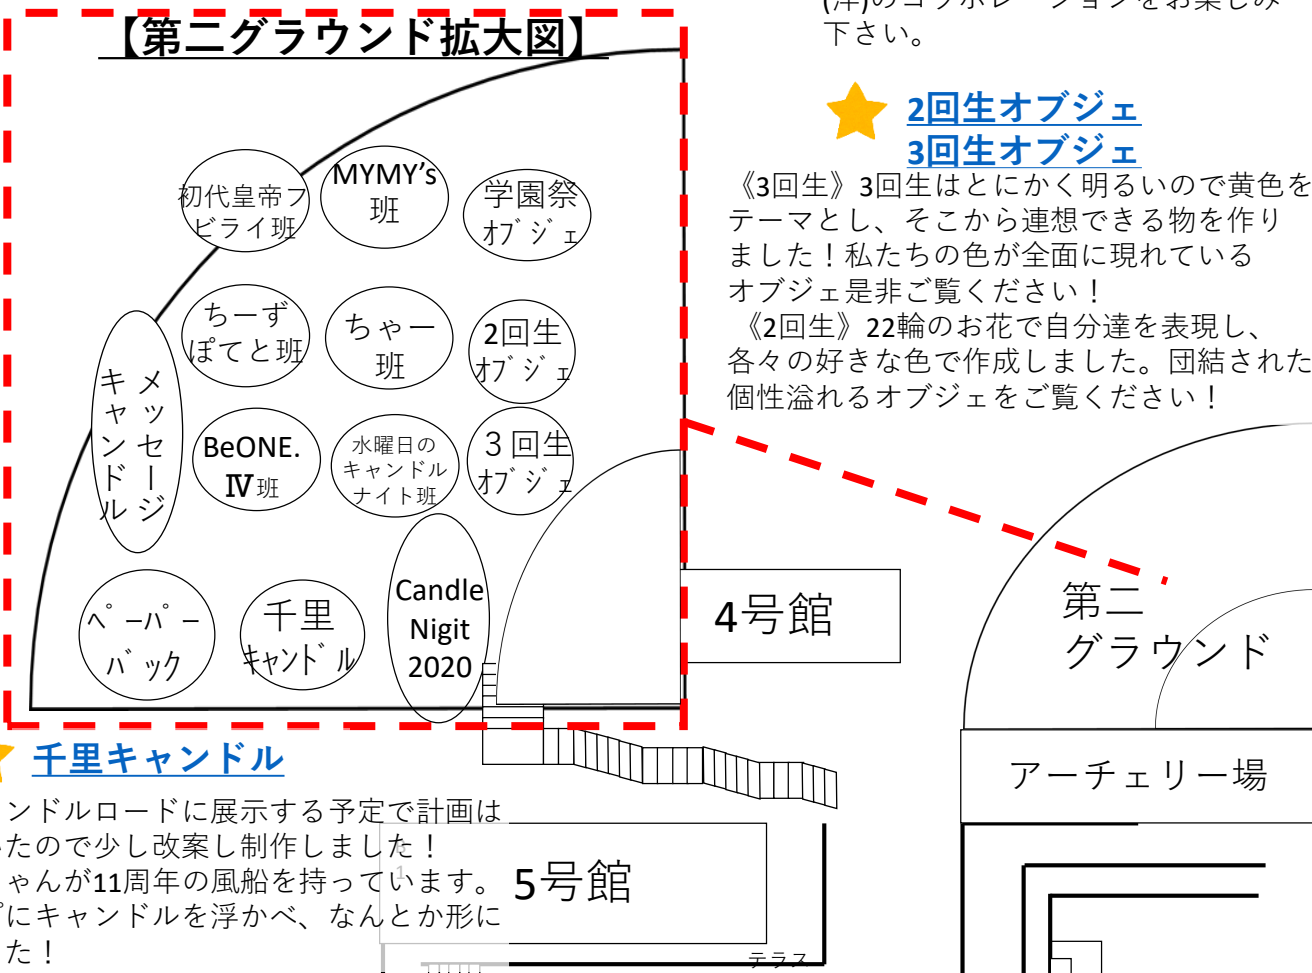 【第二グラウンド拡大図】
(洋)のコラボレーションをお楽しみ
下さい。
2回生オブジェ
3回生オブジェ
《3回生》3回生はとにかく明るいので黄色を
テーマとし、そこから連想できる物を作り
ました！私たちの色が全面に現れている
オブジェ是非ご覧ください！
《2回生》22輪のお花で自分達を表現し、
各々の好きな色で作成しました。団結された
個性溢れるオブジェをご覧ください！
初代皇帝フ
ビライ班
MYMY’s
班
学園祭
ｵﾌﾞｼﾞｪ
ちーず
ぽてと班
ちゃー
班
2回生
ｵﾌﾞｼﾞｪ
メッセージ
キャンドル
BeONE.
Ⅳ班
水曜日の
キャンドル
ナイト班
３回生
ｵﾌﾞｼﾞｪ
ﾍﾟｰﾊﾟｰ
ﾊﾞｯｸ
千里
ｷｬﾝﾄﾞﾙ
Candle
Nigit
2020
4号館
第二
グラウンド
アーチェリー場
千里キャンドル
ンドルロードに展示する予定で計画は
いたので少し改案し制作しました！
ゃんが11周年の風船を持っています。
にキャンドルを浮かべ、なんとか形に
た！
5号館
テラス